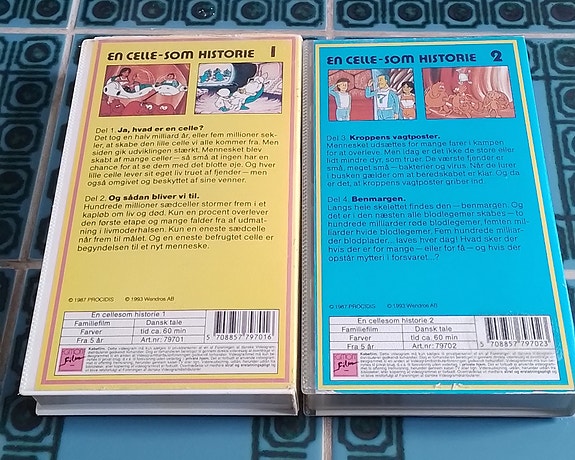 EN CELLE-SOM HISTORIE 1
Del 1. Ja, hvad er en celle?
Det tog en halv milliard år, eller fem millioner sek-
ler, at skabe den lille celle vi alle kommer fra. Men
siden gik udviklingen stærkt. Mennesket blev
skabt af mange celler – så små at ingen har en
chance for at se dem med det blotte øje. Og hver
lille celle lever sit eget liv truet af fjender – men
også omgivet og beskyttet af sine venner.
Del 2. Og sådan bliver vi til.
Hundrede millioner sædceller stormer frem i et
kapløb om liv og død. Kun en procent overlever
den første etape og mange falder fra af udmat-
ning i livmoderhalsen. Kun en eneste sædcelle
når frem til målet. Og en eneste befrugtet celle er
begyndelsen til et nyt menneske.
© 1987 PROCIDIS © 1993 Wendros AB
En cellesom historie 1
Familiefilm Dansk tale
Farver tid ca. 60 min
Fra 5 år Art.nr: 79701
5 708857 797016
EN CELLE-SOM HISTORIE 2
Del 3. Kroppens vagtposter.
Mennesket udsættes for mange farer i kampen
for at overleve. Men idag er det ikke de store eller
lidt mindre dyr, som truer. De værste fjender er
små, meget små – bakterier og virus. Når de lurer
i busken gælder om at beredskabet er klar. Og da
er det, at kroppens vagtposter griber ind.
Del 4. Benmargen.
Langs hele skelettet findes den – benmargen. Og
det er i den næsten alle blodlegemer skabes – to
hundrede milliarder røde blodlegemer, femten mil-
liarder hvide blodlegemer. Fem hundrede milliar-
der blodplader... laves hver dag! Hvad sker der
hvis der er for mange – eller for få – og hvis der
opstår mytteri i forsvaret...?
© 1987 PROCIDIS © 1993 Wendros AB
En cellesom historie 2
Familiefilm Dansk tale
Farver tid ca. 60 min
Fra 5 år Art.nr: 79702
5 708857 797023